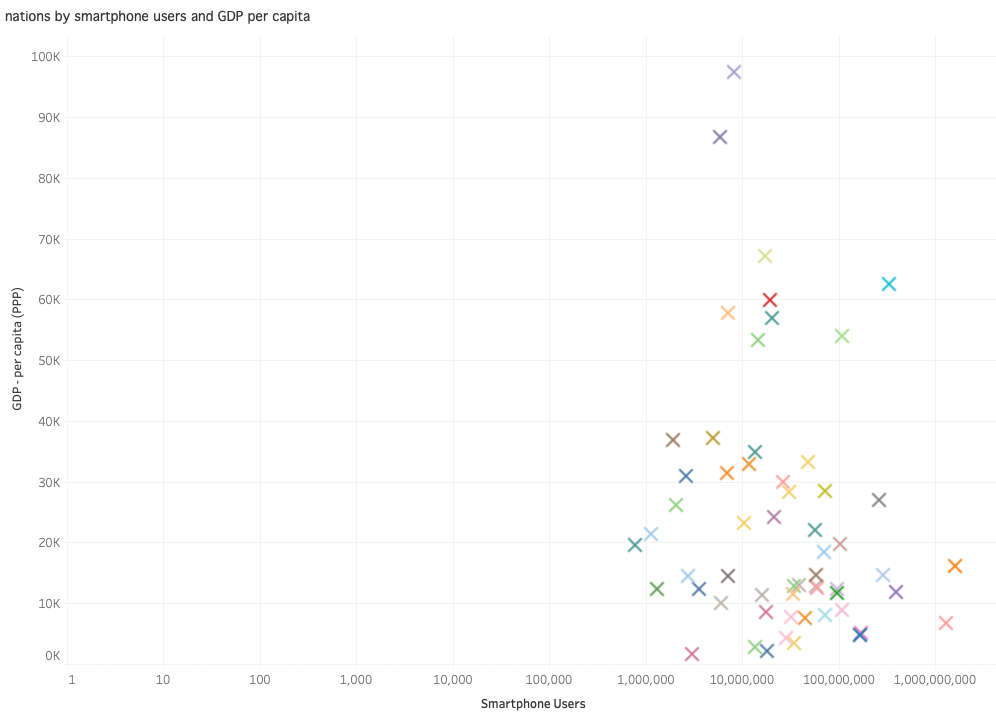 nations by smartphone users and GDP per capita
100K
90K
80K
70K
60K
50K
40K
30K
20K
10K
0K
GDP - per capita (PPP)
1 10 100 1,000 10,000 100,000 1,000,000 10,000,000 100,000,000 1,000,000,000
Smartphone Users